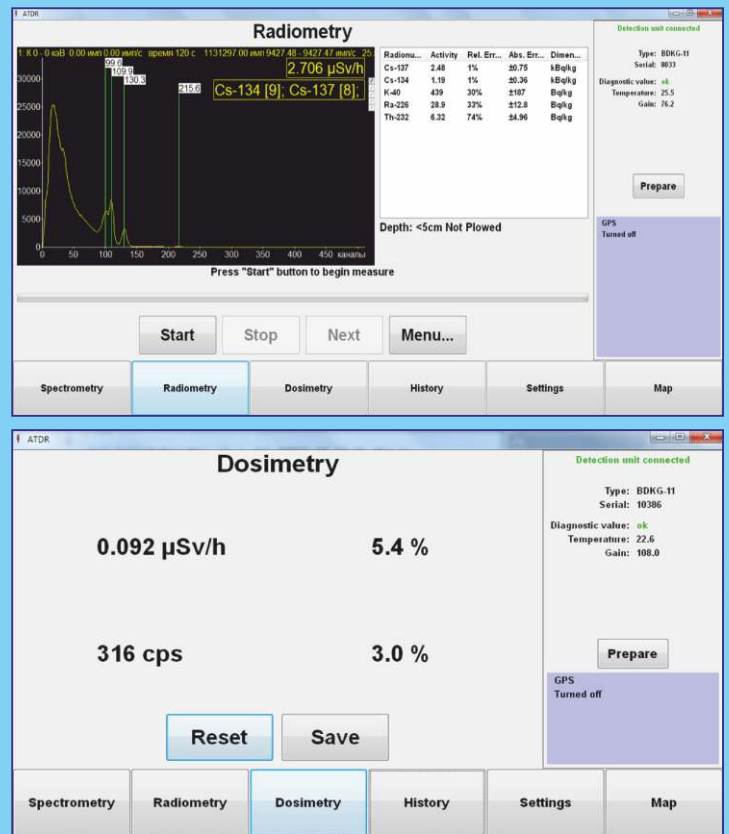 ATDR
Radiometry
1: K 0 - 0 каВ 0.00 имп 0.00 имп/с время 120 с 1131297.00 имп 9427.48 - 9427.47 имп/с 25.
2.706 µSv/h
Cs-134 [9]; Cs-137 [8];
99.6
109.9
130.3
215.6
30000
25000
20000
15000
10000
5000
0
0 50 100 150 200 250 300 350 400 450 каналы
Radionu... Activity Rel. Err... Abs. Err... Dimen...
Cs-137 2.48 1% ±0.75 kBq/kg
Cs-134 1.19 1% ±0.36 kBq/kg
K-40 439 30% ±187 Bq/kg
Ra-226 28.9 33% ±12.8 Bq/kg
Th-232 6.32 74% ±4.96 Bq/kg
Depth: <5cm Not Plowed
Press "Start" button to begin measure
Start Stop Next Menu...
Detection unit connected
Type: BDKG-11
Serial: 8033
Diagnostic value: ok
Temperature: 25.5
Gain: 76.2
Prepare
GPS
Turned off
Spectrometry Radiometry Dosimetry History Settings Map
ATDR
Dosimetry
0.092 µSv/h 5.4 %
316 cps 3.0 %
Reset Save
Detection unit connected
Type: BDKG-11
Serial: 10386
Diagnostic value: ok
Temperature: 22.6
Gain: 108.0
Prepare
GPS
Turned off
Spectrometry Radiometry Dosimetry History Settings Map